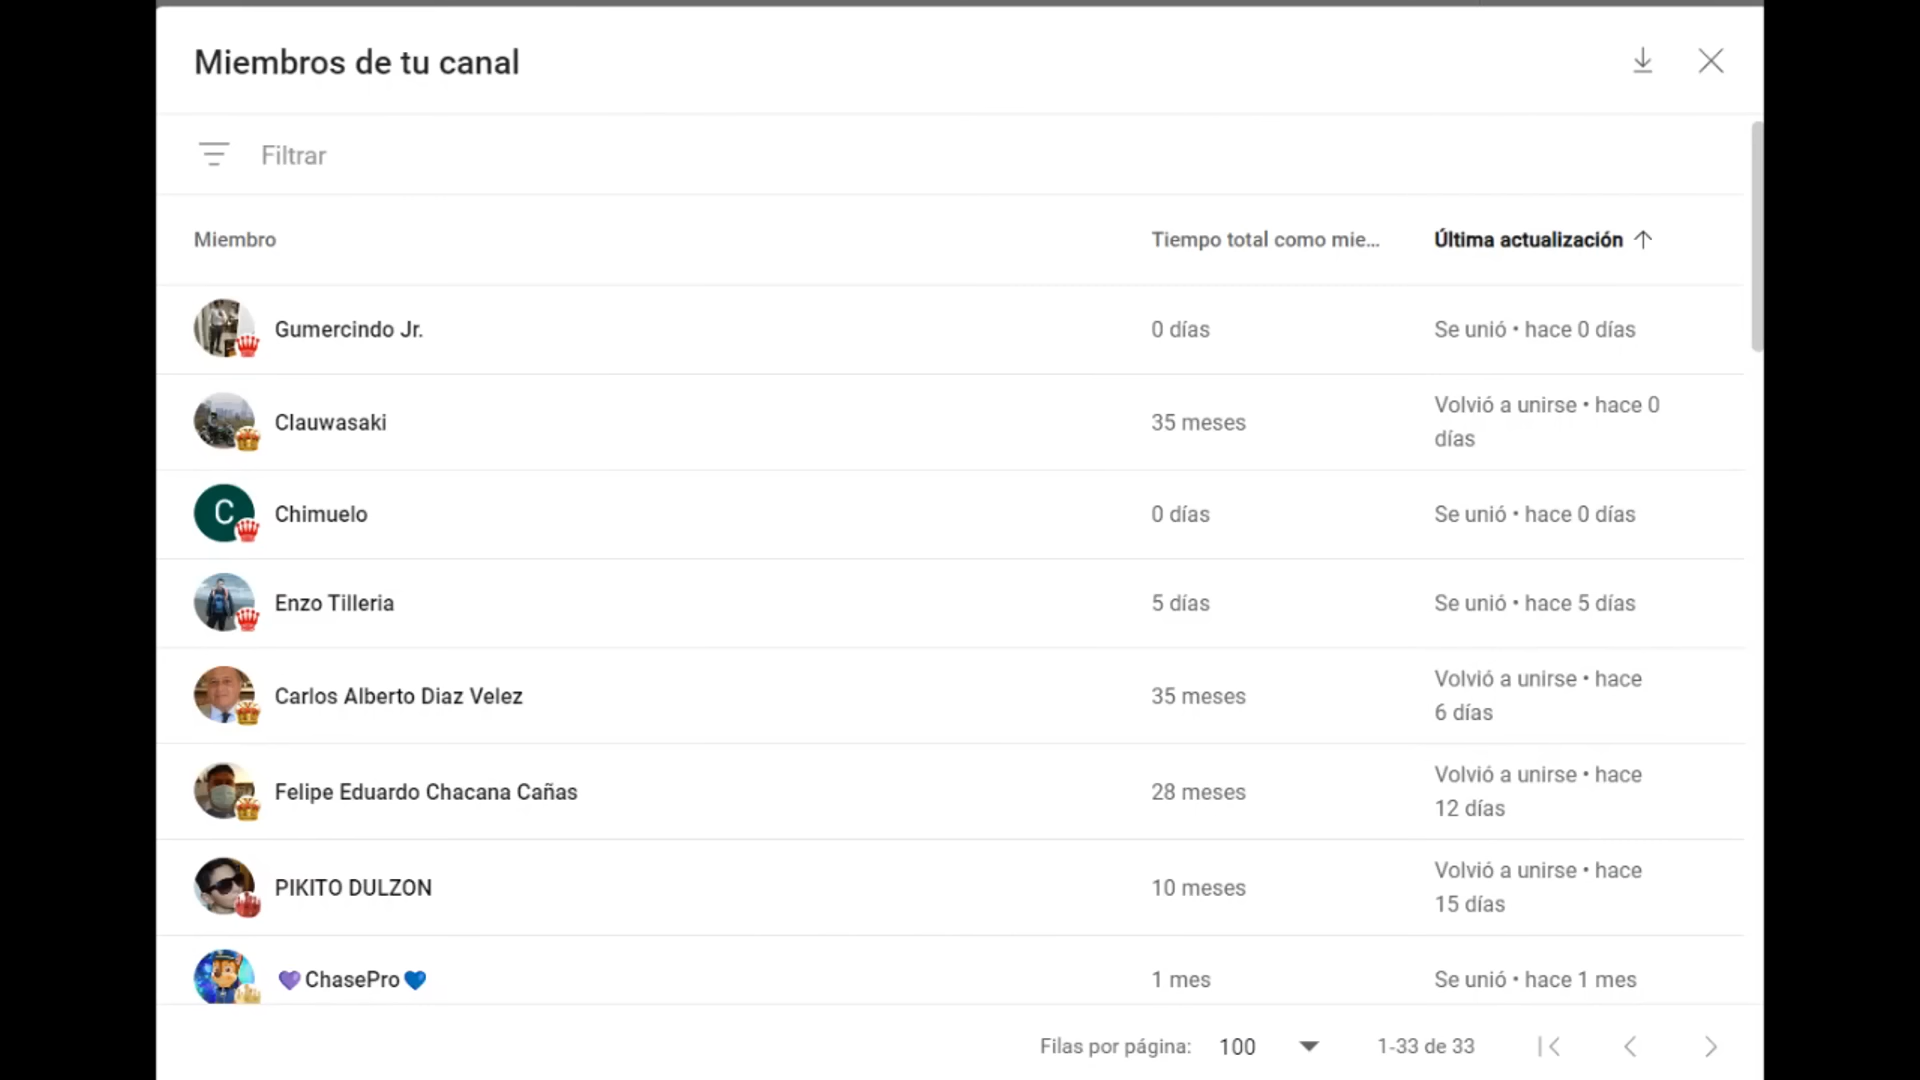 Miembros de tu canal
Filtrar
Miembro Tiempo total como mie... Última actualización
Gumercindo Jr. 0 días Se unió • hace 0 días
Clauwasaki 35 meses Volvió a unirse • hace 0
días
C Chimuelo 0 días Se unió • hace 0 días
Enzo Tilleria 5 días Se unió • hace 5 días
Carlos Alberto Diaz Velez 35 meses Volvió a unirse • hace
6 días
Felipe Eduardo Chacana Cañas 28 meses Volvió a unirse • hace
12 días
PIKITO DULZON 10 meses Volvió a unirse • hace
15 días
💜ChasePro💙 1 mes Se unió • hace 1 mes
Filas por página: 100 1-33 de 33